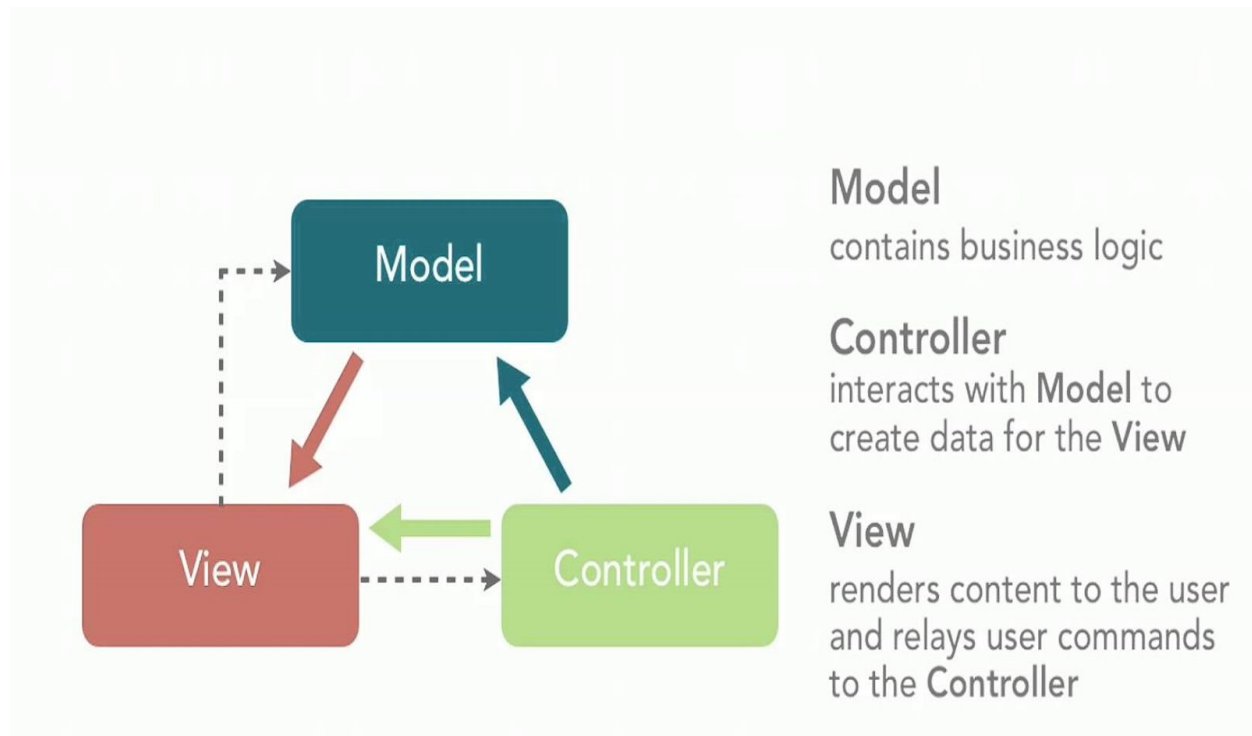 Model
View
Controller
Model
contains business logic
Controller
interacts with Model to
create data for the View
View
renders content to the user
and relays user commands
to the Controller